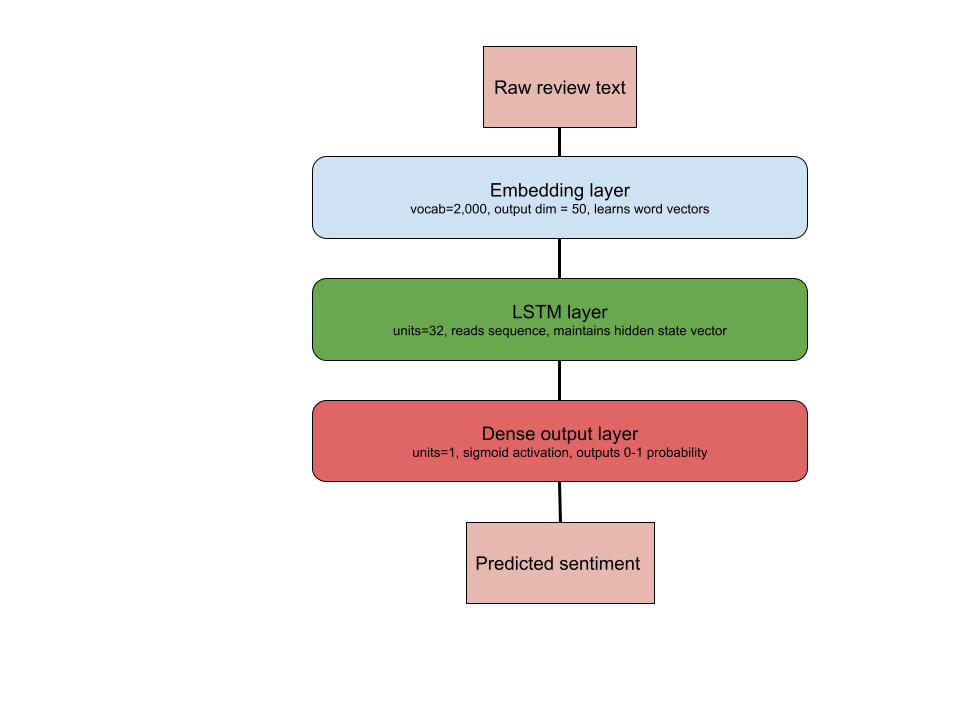 Raw review text
Embedding layer
vocab=2,000, output dim = 50, learns word vectors
LSTM layer
units=32, reads sequence, maintains hidden state vector
Dense output layer
units=1, sigmoid activation, outputs 0-1 probability
Predicted sentiment